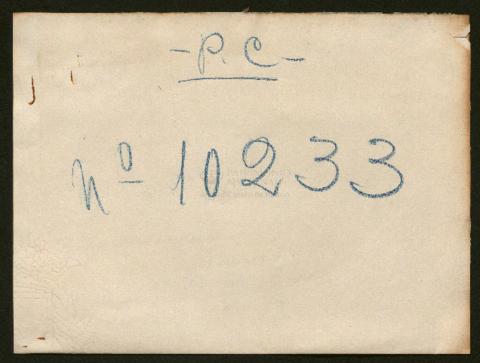 - P. C -
Nº 10233